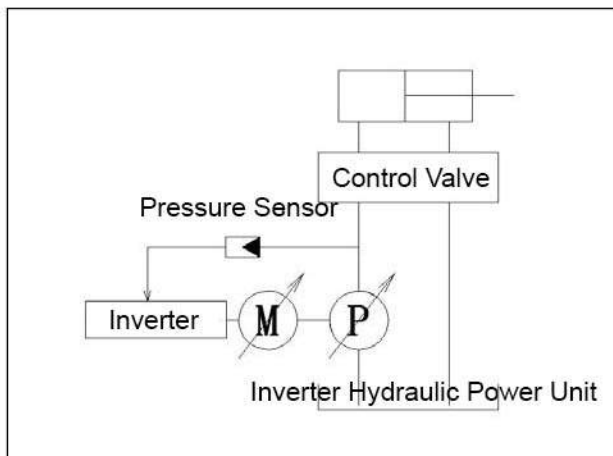 Control Valve
Pressure Sensor
Inverter
M
P
Inverter Hydraulic Power Unit